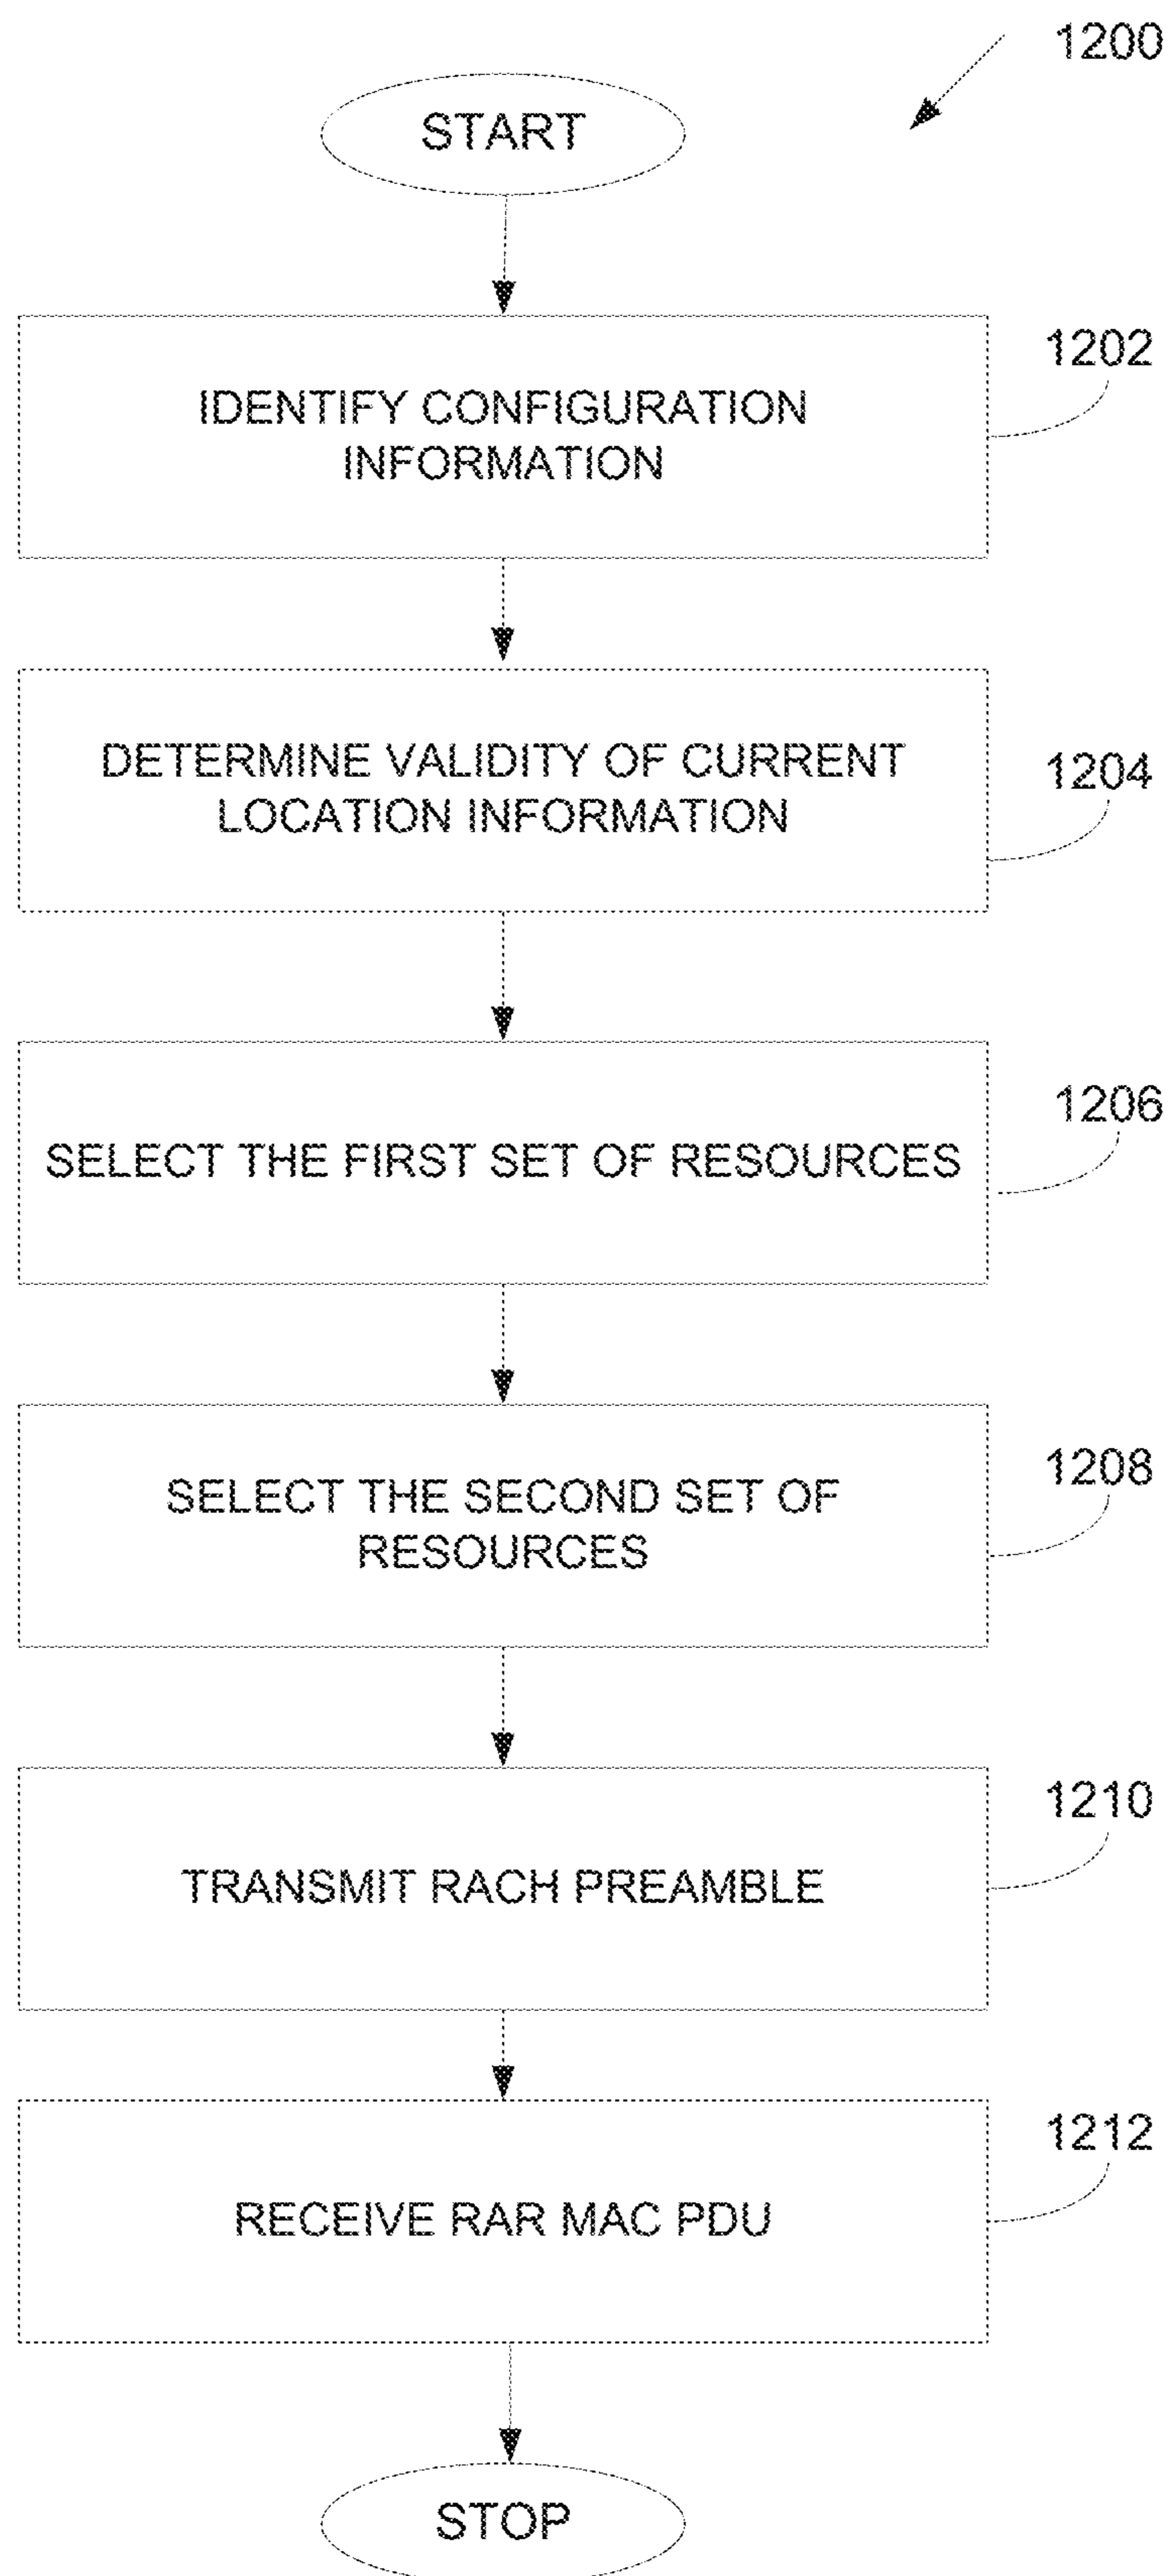 1200
START
1202
IDENTIFY CONFIGURATION
INFORMATION
DETERMINE VALIDITY OF CURRENT
LOCATION INFORMATION
1204
1206
SELECT THE FIRST SET OF RESOURCES
1208
SELECT THE SECOND SET OF
RESOURCES
1210
TRANSMIT RACH PREAMBLE
1212
RECEIVE RAR MAC PDU
STOP